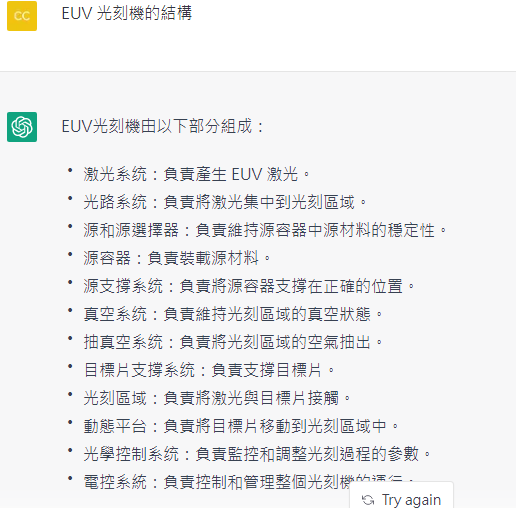 CC
EUV 光刻機的結構
EUV光刻機由以下部分組成：
• 激光系統：負責產生 EUV 激光。
• 光路系統：負責將激光集中到光刻區域。
• 源和源選擇器：負責維持源容器中源材料的穩定性。
• 源容器：負責裝載源材料。
• 源支撐系統：負責將源容器支撐在正確的位置。
• 真空系統：負責維持光刻區域的真空狀態。
• 抽真空系統：負責將光刻區域的空氣抽出。
• 目標片支撐系統：負責支撐目標片。
• 光刻區域：負責將激光與目標片接觸。
• 動態平台：負責將目標片移動到光刻區域中。
• 光學控制系統：負責監控和調整光刻過程的參數。
• 電控系統：負責控制和管理整個光刻機的運行。
Try again